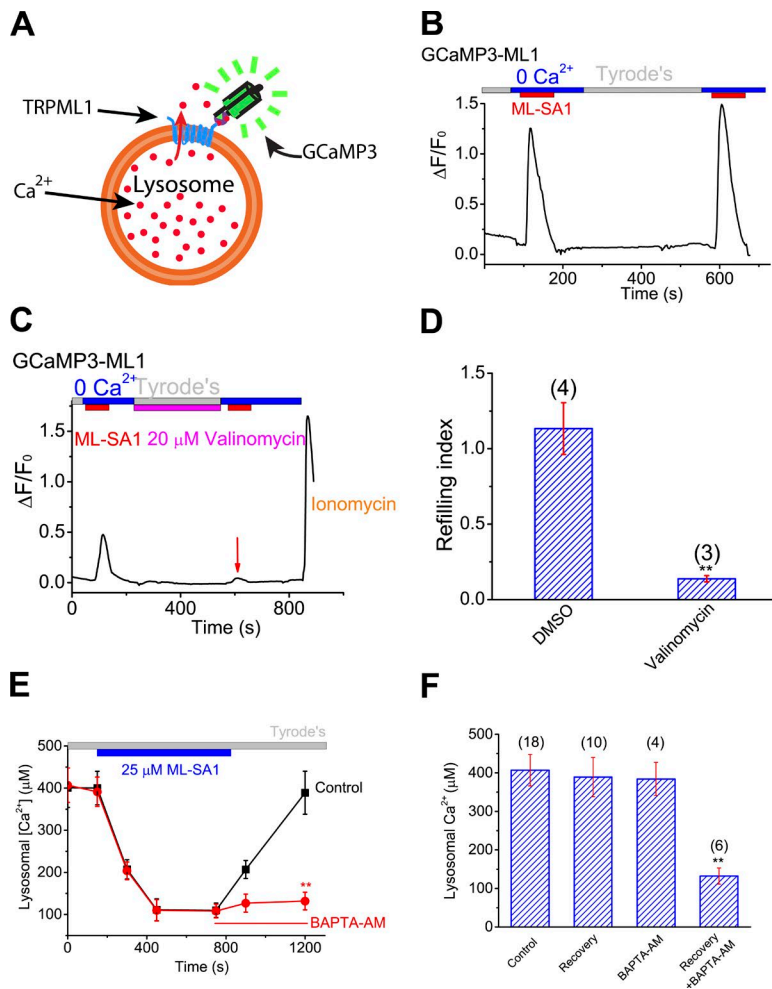 A
TRPML1
GCaMP3
Ca²⁺
Lysosome
B
GCaMP3-ML1
0 Ca²⁺
Tyrode's
ML-SA1
1.5
1.0
0.5
0.0
ΔF/F₀
200
400
600
Time (s)
C
GCaMP3-ML1
0 Ca²⁺
Tyrode's
ML-SA1
20 μM Valinomycin
Ionomycin
1.5
1.0
0.5
0.0
ΔF/F₀
0
400
800
Time (s)
D
1.5
1.0
0.5
0.0
Refilling index
(4)
(3)
**
DMSO
Valinomycin
E
Tyrode's
25 μM ML-SA1
Control
**
BAPTA-AM
500
400
300
200
100
Lysosomal [Ca²⁺] (μM)
0
400
800
1200
Time (s)
F
500
400
300
200
100
0
Lysosomal Ca²⁺ (μM)
(18)
(10)
(4)
(6)
**
Control
Recovery
BAPTA-AM
Recovery
+BAPTA-AM